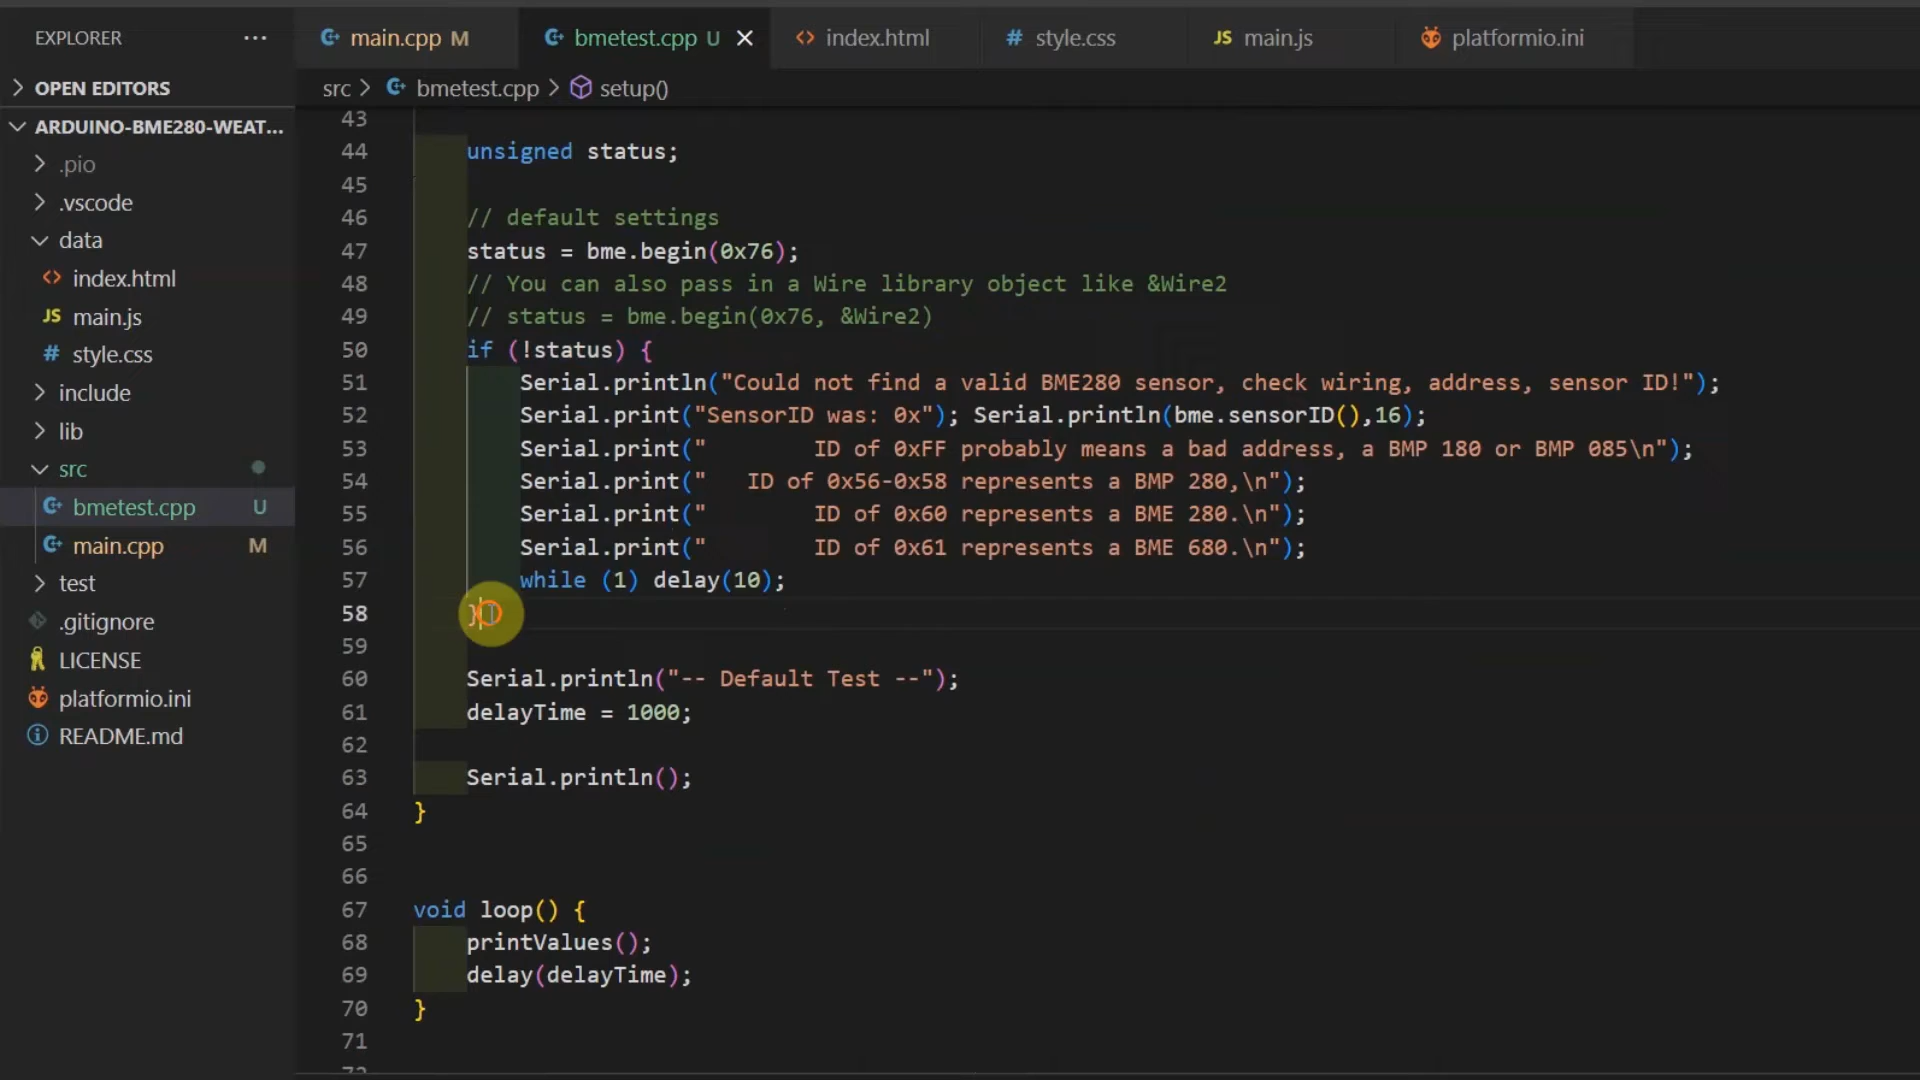 EXPLORER ...
main.cpp M
bmetest.cpp U
index.html
# style.css
JS main.js
platformio.ini
OPEN EDITORS
src > bmetest.cpp > setup()
ARDUINO-BME280-WEAT...
.pio
.vscode
data
index.html
JS main.js
# style.css
include
lib
src
bmetest.cpp U
main.cpp M
test
.gitignore
LICENSE
platformio.ini
README.md
43
44 unsigned status;
45
46 // default settings
47 status = bme.begin(0x76);
48 // You can also pass in a Wire library object like &Wire2
49 // status = bme.begin(0x76, &Wire2)
50 if (!status) {
51 Serial.println("Could not find a valid BME280 sensor, check wiring, address, sensor ID!");
52 Serial.print("SensorID was: 0x"); Serial.println(bme.sensorID(),16);
53 Serial.print("        ID of 0xFF probably means a bad address, a BMP 180 or BMP 085\n");
54 Serial.print("   ID of 0x56-0x58 represents a BMP 280,\n");
55 Serial.print("        ID of 0x60 represents a BME 280.\n");
56 Serial.print("        ID of 0x61 represents a BME 680.\n");
57 while (1) delay(10);
58 }
59
60 Serial.println("-- Default Test --");
61 delayTime = 1000;
62
63 Serial.println();
64 }
65
66
67 void loop() {
68 printValues();
69 delay(delayTime);
70 }
71